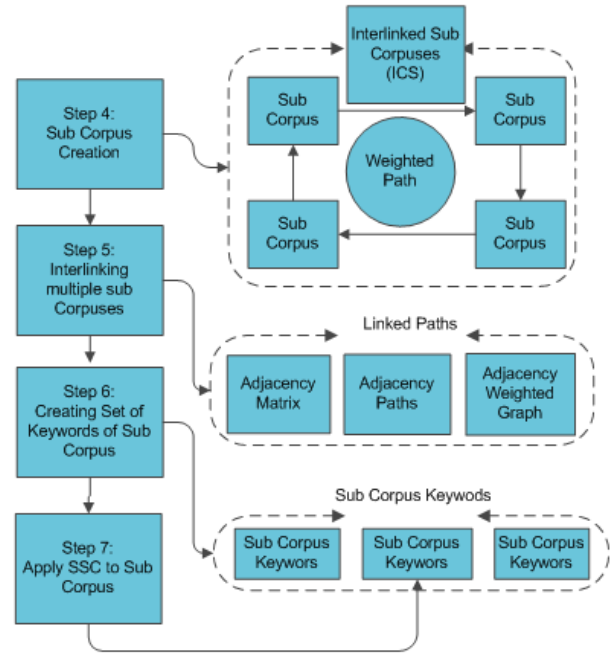 Interlinked Sub
Corpuses
(ICS)
Step 4:
Sub Corpus
Creation
Sub
Corpus
Sub
Corpus
Weighted
Path
Sub
Corpus
Sub
Corpus
Step 5:
Interlinking
multiple sub
Corpuses
Linked Paths
Adjacency
Matrix
Adjacency
Paths
Adjacency
Weighted
Graph
Step 6:
Creating Set of
Keywords of Sub
Corpus
Sub Corpus Keywods
Sub Corpus
Keywors
Sub Corpus
Keywors
Sub Corpus
Keywors
Step 7:
Apply SSC to Sub
Corpus